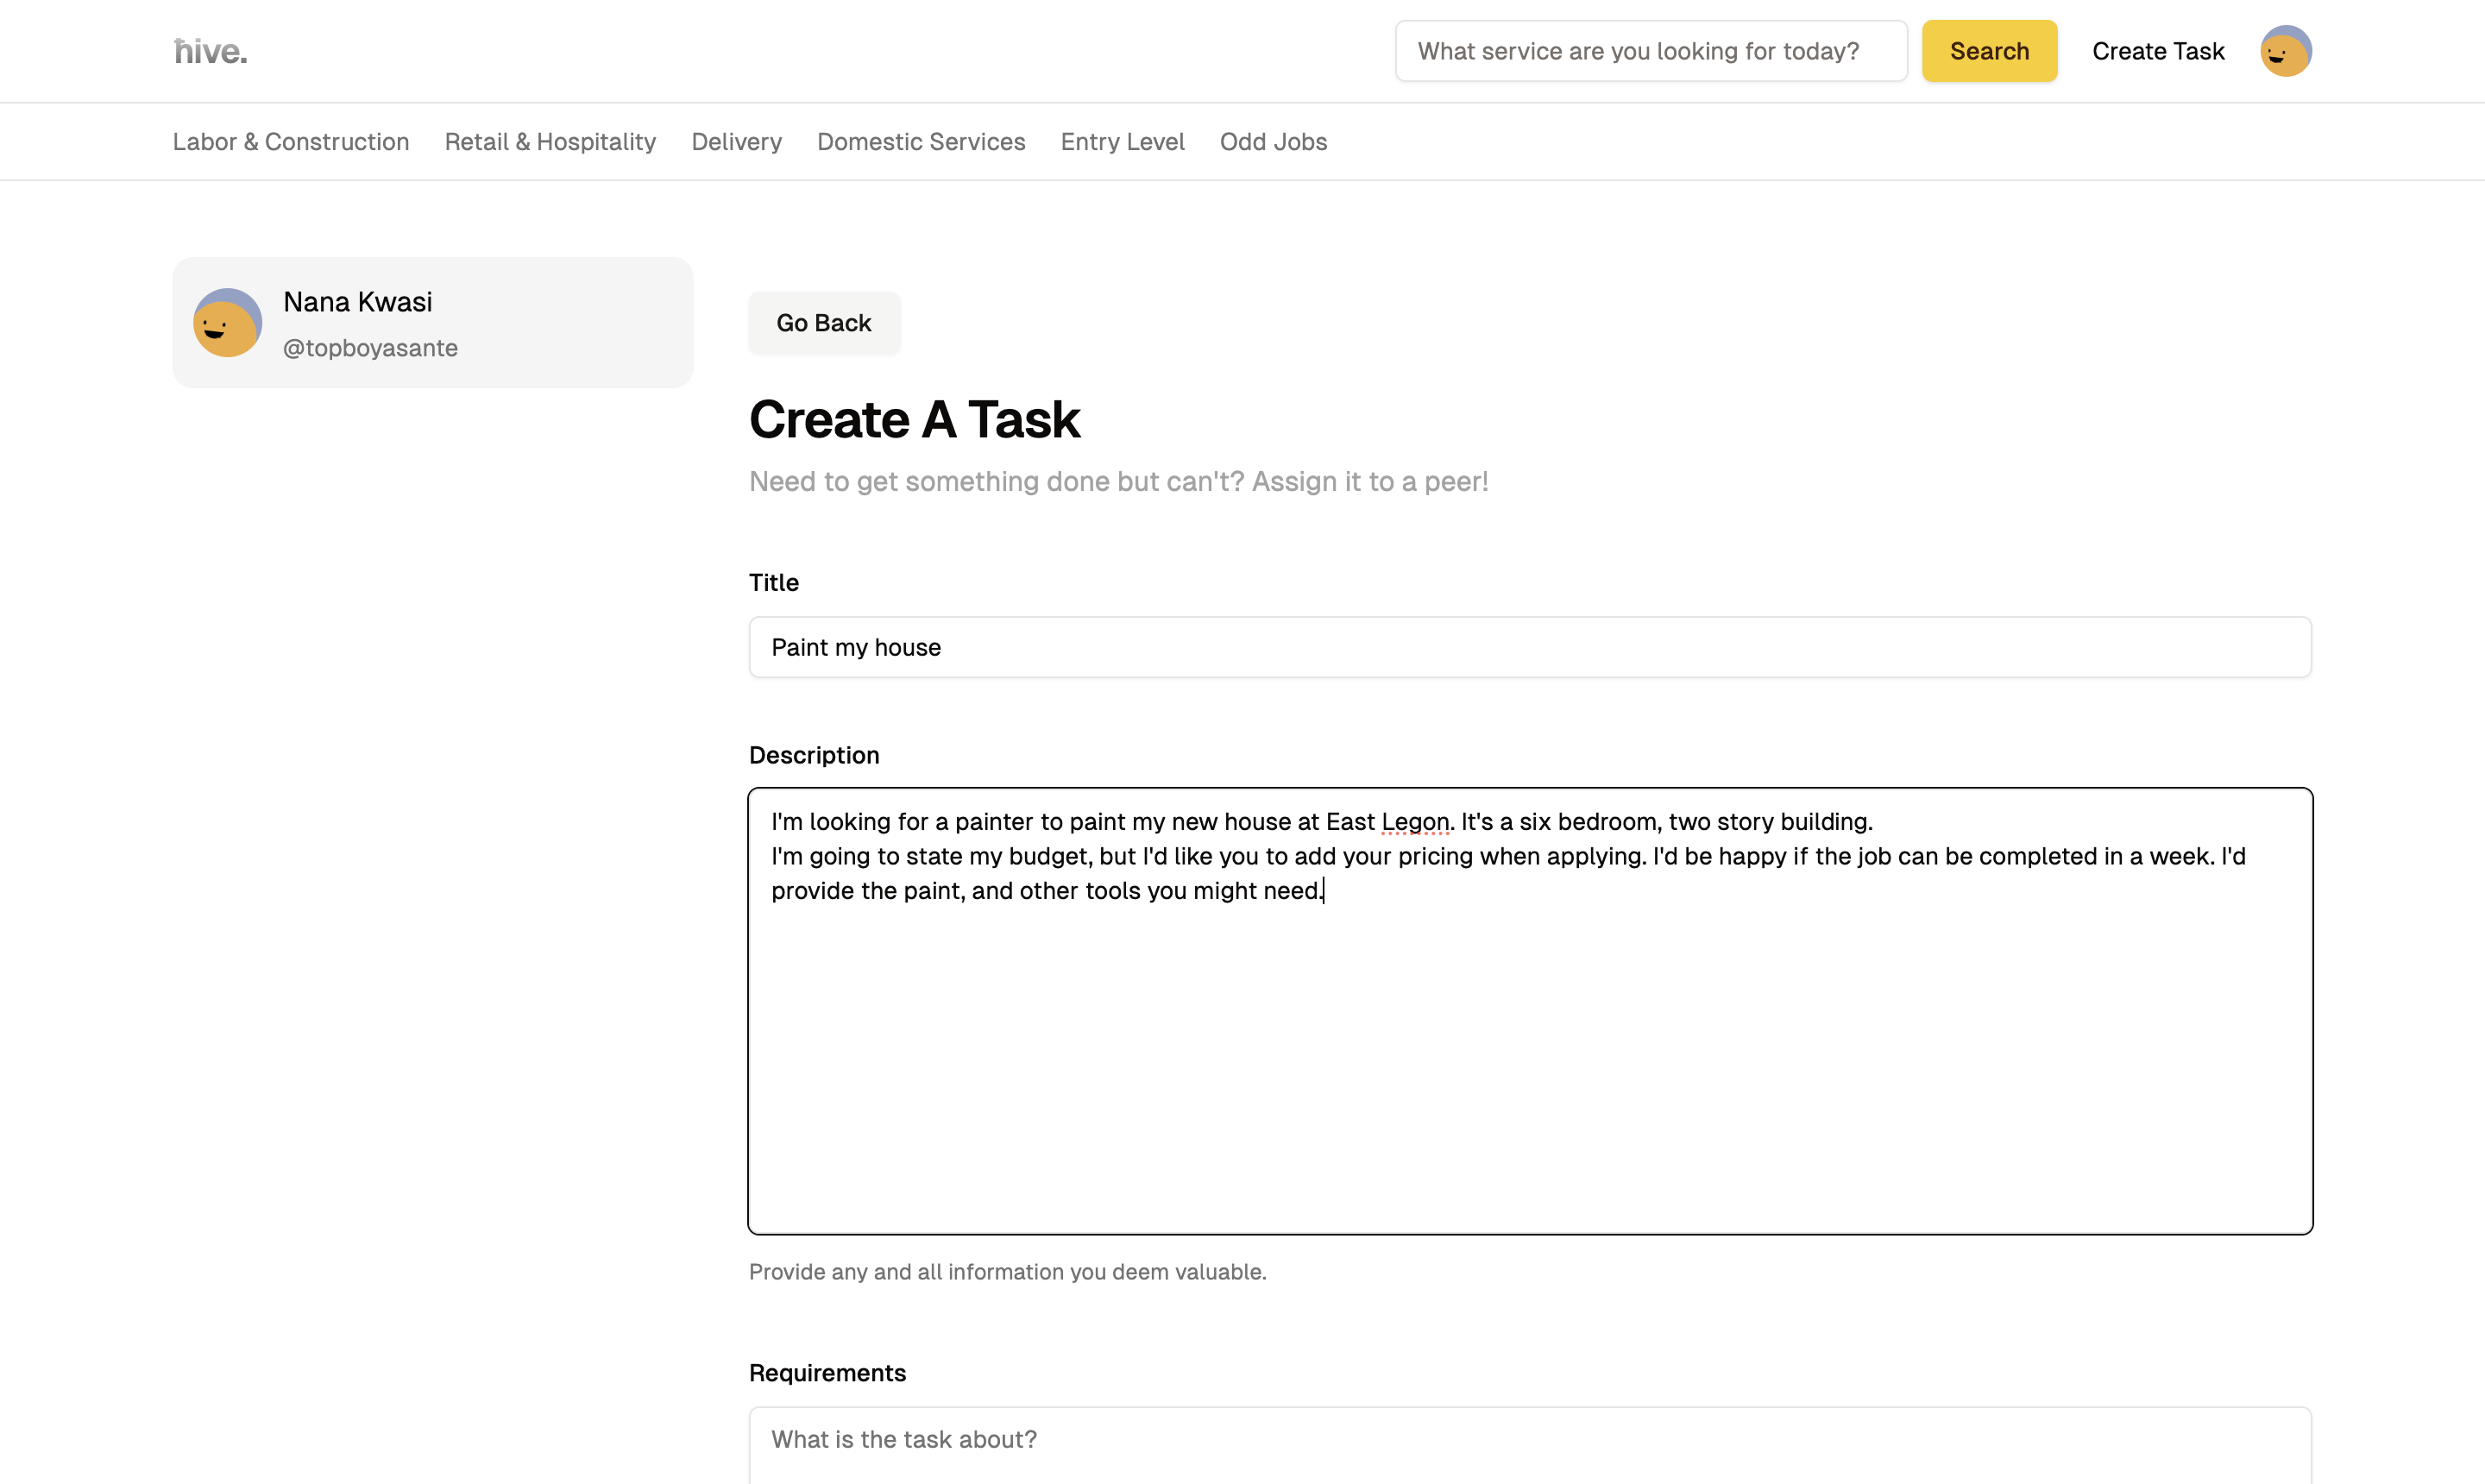 hive.
What service are you looking for today?
Search
Create Task
Labor & Construction
Retail & Hospitality
Delivery
Domestic Services
Entry Level
Odd Jobs
Nana Kwasi
@topboyasante
Go Back
Create A Task
Need to get something done but can't? Assign it to a peer!
Title
Paint my house
Description
I'm looking for a painter to paint my new house at East Legon. It's a six bedroom, two story building.
I'm going to state my budget, but I'd like you to add your pricing when applying. I'd be happy if the job can be completed in a week. I'd
provide the paint, and other tools you might need.
Provide any and all information you deem valuable.
Requirements
What is the task about?